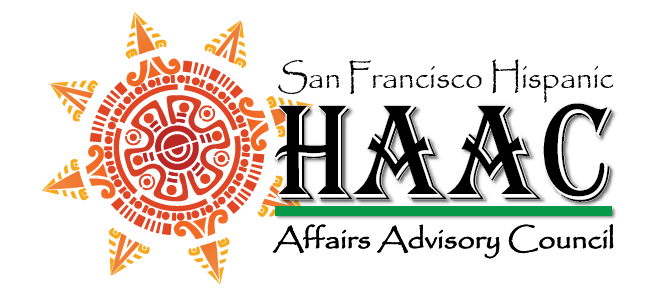 San Francisco Hispanic
HAAC
Affairs Advisory Council